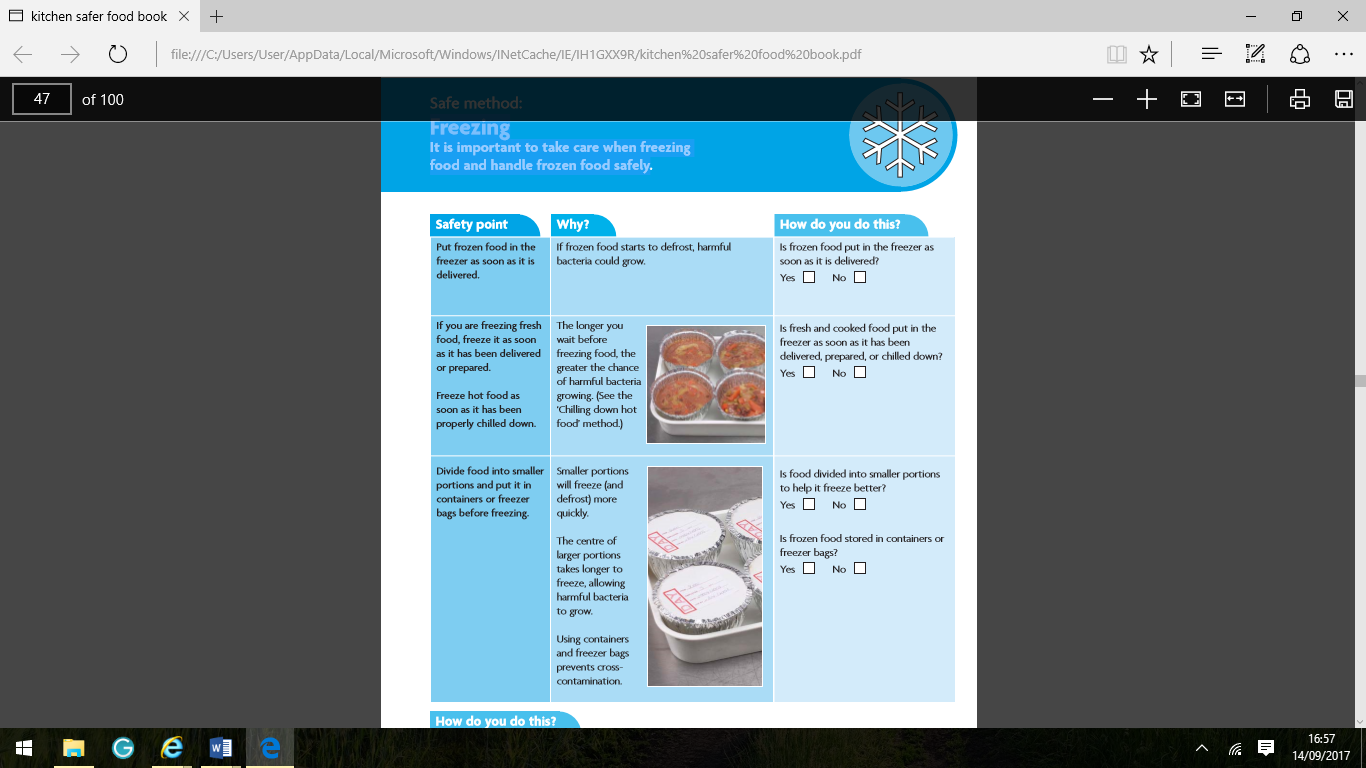 kitchen safer food book
file:///C:/Users/User/AppData/Local/Microsoft/Windows/INetCache/IE/IH1GXX9R/kitchen%20safer%20food%20book.pdf
47
of 100
Safe method:
Freezing
It is important to take care when freezing
food and handle frozen food safely.
Safety point
Why?
How do you do this?
Put frozen food in the
freezer as soon as it is
delivered.
If frozen food starts to defrost, harmful
bacteria could grow.
Is frozen food put in the freezer as
soon as it is delivered?
Yes No
If you are freezing fresh
food, freeze it as soon
as it has been delivered
or prepared.
Freeze hot food as
soon as it has been
properly chilled down.
The longer you
wait before
freezing food, the
greater the chance
of harmful bacteria
growing. (See the
'Chilling down hot
food' method.)
Is fresh and cooked food put in the
freezer as soon as it has been
delivered, prepared, or chilled down?
Yes No
Divide food into smaller
portions and put it in
containers or freezer
bags before freezing.
Smaller portions
will freeze (and
defrost) more
quickly.
The centre of
larger portions
takes longer to
freeze, allowing
harmful bacteria
to grow.
Using containers
and freezer bags
prevents cross-
contamination.
Is food divided into smaller portions
to help it freeze better?
Yes No
Is frozen food stored in containers or
freezer bags?
Yes No
How do you do this?
16:57
14/09/2017